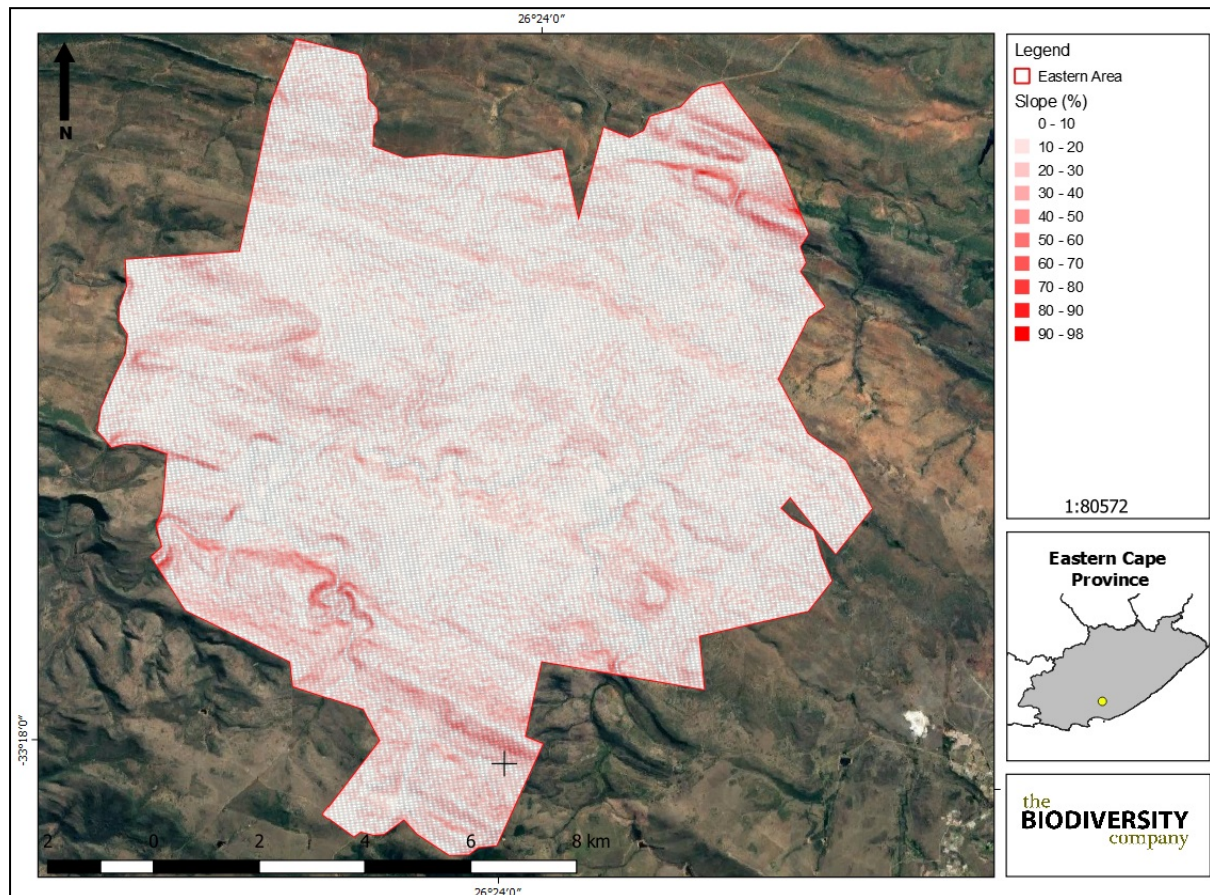 26°24′0″
N
-33°18′0″
2 0 2 4 6 8 km
26°24′0″
Legend
Eastern Area
Slope (%)
0 - 10
10 - 20
20 - 30
30 - 40
40 - 50
50 - 60
60 - 70
70 - 80
80 - 90
90 - 98
1:80572
Eastern Cape
Province
the
BIODIVERSITY
company